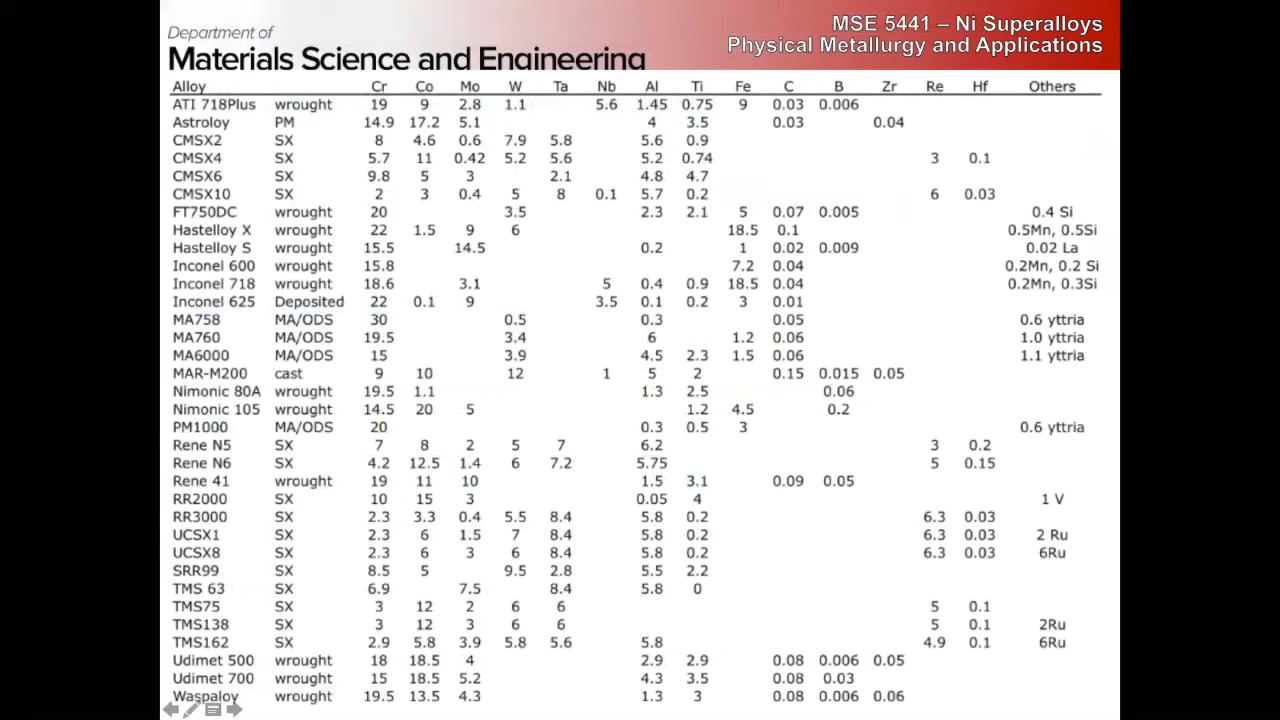 Department of
Materials Science and Engineering
MSE 5441 – Ni Superalloys
Physical Metallurgy and Applications
Alloy Cr Co Mo W Ta Nb Al Ti Fe C B Zr Re Hf Others
ATI 718Plus wrought 19 9 2.8 1.1 5.6 1.45 0.75 9 0.03 0.006
Astroloy PM 14.9 17.2 5.1 4 3.5 0.03 0.04
CMSX2 SX 8 4.6 0.6 7.9 5.8 5.6 0.9
CMSX4 SX 5.7 11 0.42 5.2 5.6 5.2 0.74 3 0.1
CMSX6 SX 9.8 5 3 2.1 4.8 4.7
CMSX10 SX 2 3 0.4 5 8 0.1 5.7 0.2 6 0.03
FT750DC wrought 20 3.5 2.3 2.1 5 0.07 0.005 0.4 Si
Hastelloy X wrought 22 1.5 9 6 18.5 0.1 0.5Mn, 0.5Si
Hastelloy S wrought 15.5 14.5 0.2 1 0.02 0.009 0.02 La
Inconel 600 wrought 15.8 7.2 0.04 0.2Mn, 0.2 Si
Inconel 718 wrought 18.6 3.1 5 0.4 0.9 18.5 0.04 0.2Mn, 0.3Si
Inconel 625 Deposited 22 0.1 9 3.5 0.1 0.2 3 0.01
MA758 MA/ODS 30 0.5 0.3 0.05 0.6 yttria
MA760 MA/ODS 19.5 3.4 6 1.2 0.06 1.0 yttria
MA6000 MA/ODS 15 3.9 4.5 2.3 1.5 0.06 1.1 yttria
MAR-M200 cast 9 10 12 1 5 2 0.15 0.015 0.05
Nimonic 80A wrought 19.5 1.1 1.3 2.5 0.06
Nimonic 105 wrought 14.5 20 5 1.2 4.5 0.2
PM1000 MA/ODS 20 0.3 0.5 3 0.6 yttria
Rene N5 SX 7 8 2 5 7 6.2 3 0.2
Rene N6 SX 4.2 12.5 1.4 6 7.2 5.75 5 0.15
Rene 41 wrought 19 11 10 1.5 3.1 0.09 0.05
RR2000 SX 10 15 3 0.05 4 1 V
RR3000 SX 2.3 3.3 0.4 5.5 8.4 5.8 0.2 6.3 0.03
UCSX1 SX 2.3 6 1.5 7 8.4 5.8 0.2 6.3 0.03 2 Ru
UCSX8 SX 2.3 6 3 6 8.4 5.8 0.2 6.3 0.03 6Ru
SRR99 SX 8.5 5 9.5 2.8 5.5 2.2
TMS 63 SX 6.9 7.5 8.4 5.8 0
TMS75 SX 3 12 2 6 6 5 0.1
TMS138 SX 3 12 3 6 6 5 0.1 2Ru
TMS162 SX 2.9 5.8 3.9 5.8 5.6 5.8 4.9 0.1 6Ru
Udimet 500 wrought 18 18.5 4 2.9 2.9 0.08 0.006 0.05
Udimet 700 wrought 15 18.5 5.2 4.3 3.5 0.08 0.03
Waspaloy wrought 19.5 13.5 4.3 1.3 3 0.08 0.006 0.06